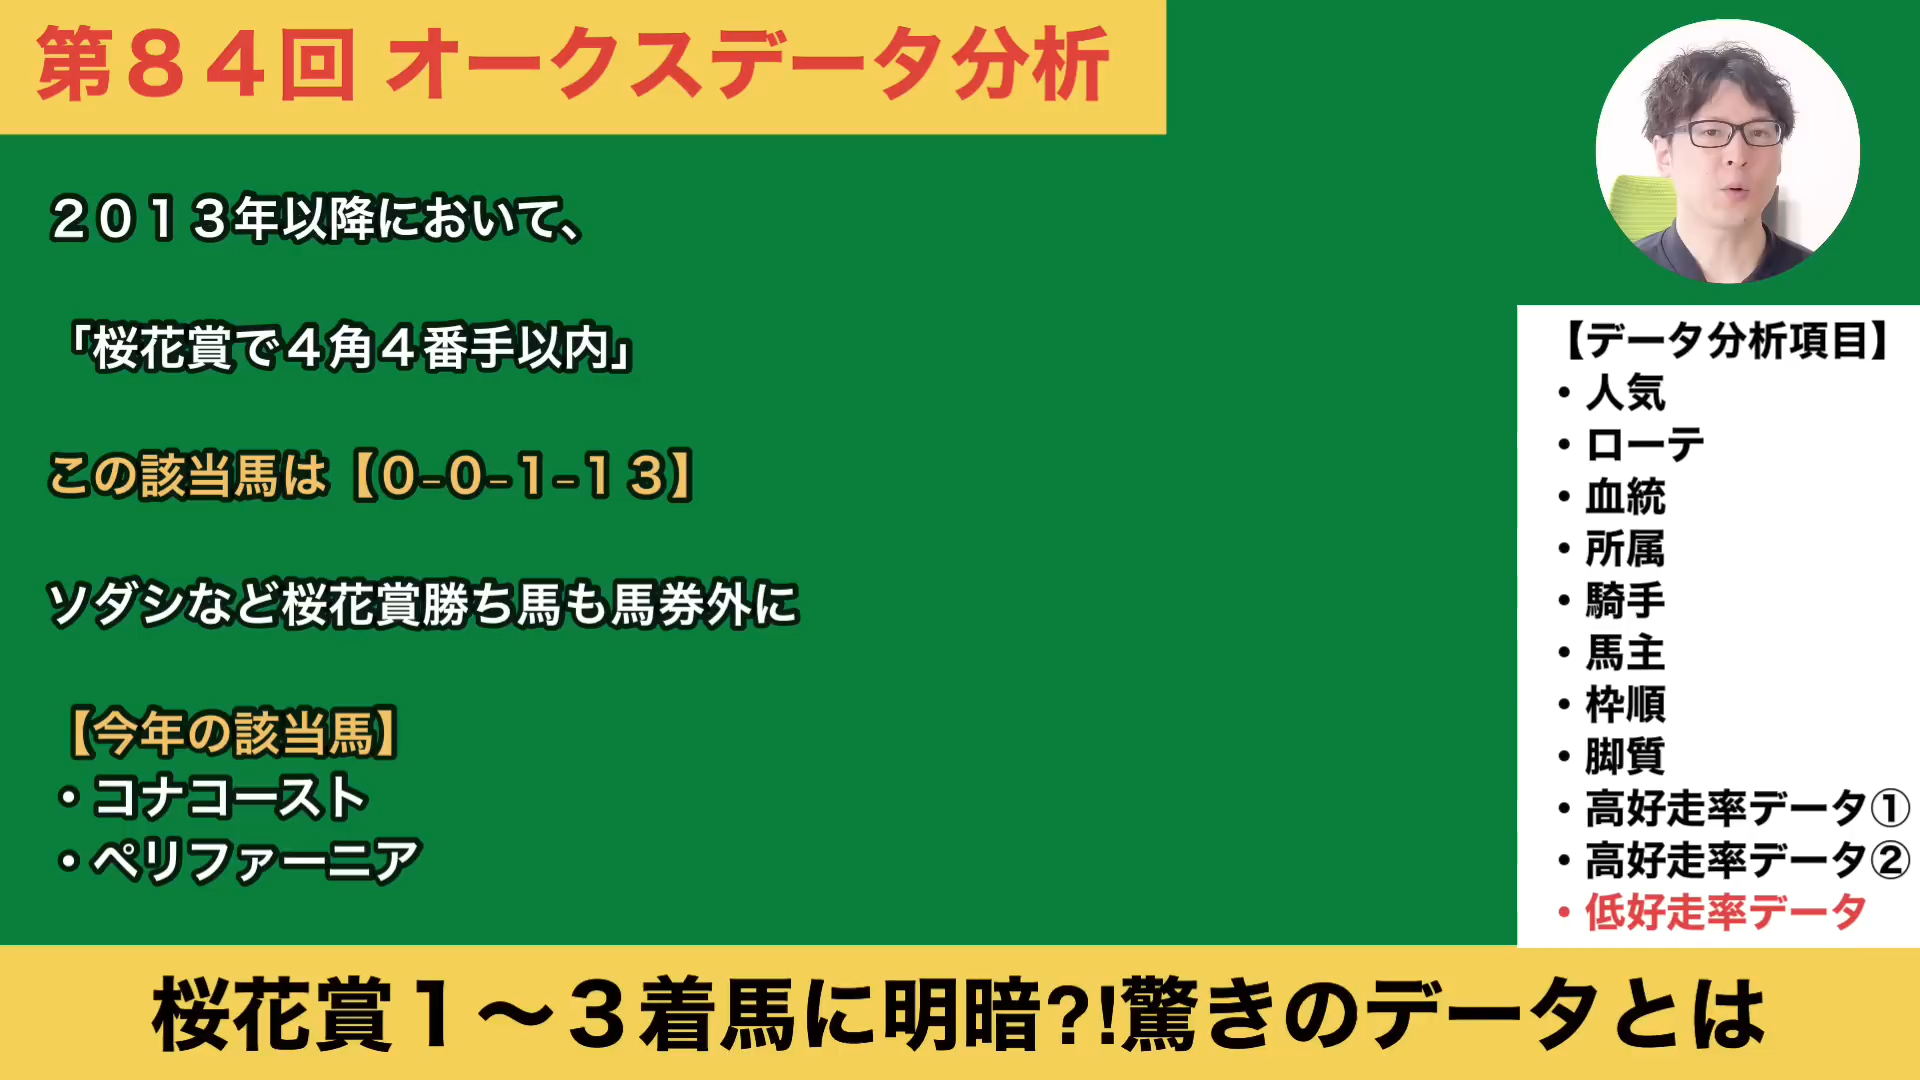 第８４回 オークスデータ分析
２０１３年以降において、
「桜花賞で４角４番手以内」
この該当馬は【０−０−１−１３】
ソダシなど桜花賞勝ち馬も馬券外に
【今年の該当馬】
・コナコースト
・ペリファーニア
【データ分析項目】
・人気
・ローテ
・血統
・所属
・騎手
・馬主
・枠順
・脚質
・高好走率データ①
・高好走率データ②
・低好走率データ
桜花賞１〜３着馬に明暗?!驚きのデータとは